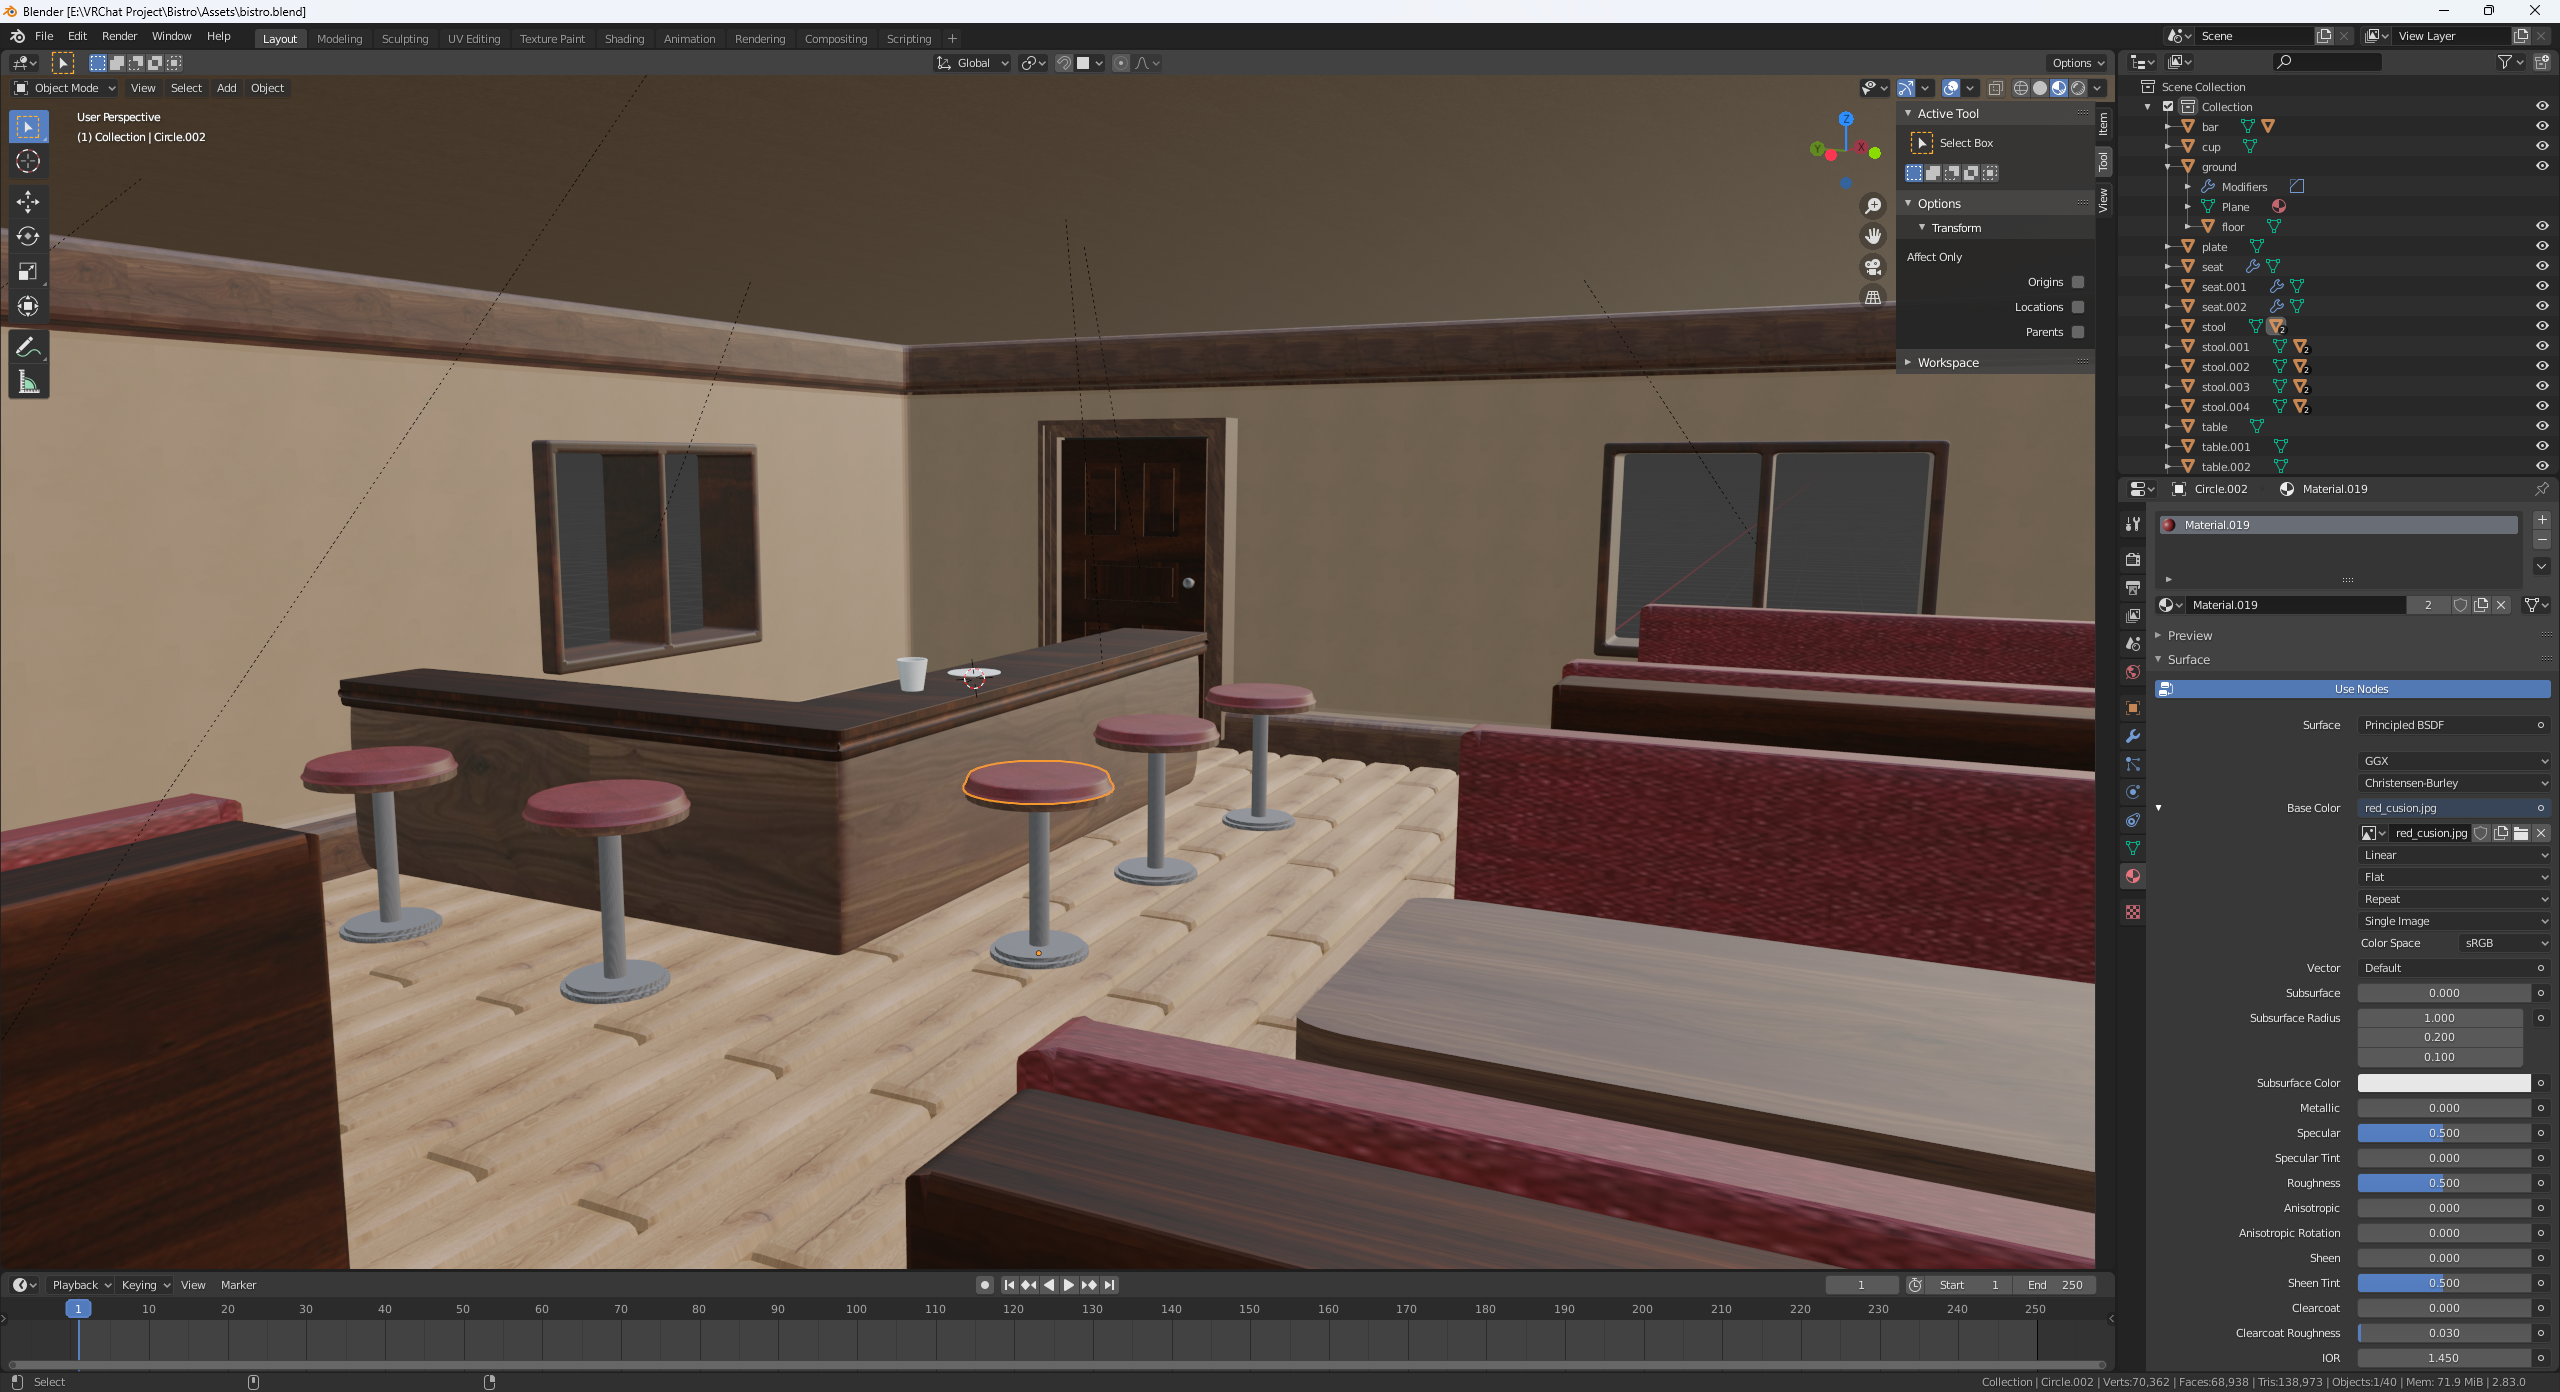 Blender [E:\VRChat Project\Bistro\Assets\bistro.blend]
File Edit Render Window Help Layout Modeling Sculpting UV Editing Texture Paint Shading Animation Rendering Compositing Scripting + Scene View Layer
Global Options
Object Mode View Select Add Object
User Perspective
(1) Collection | Circle.002
Z
Y
X
Active Tool
Select Box
Options
Transform
Affect Only
Origins
Locations
Parents
Workspace
Item
Tool
View
Scene Collection
Collection
bar
cup
ground
Modifiers
Plane
floor
plate
seat
seat.001
seat.002
stool 2
stool.001 2
stool.002 2
stool.003 2
stool.004 2
table
table.001
table.002
Circle.002 Material.019
Material.019
Material.019 2
Preview
Surface
Use Nodes
Surface Principled BSDF
GGX
Christensen-Burley
Base Color red_cusion.jpg
red_cusion.jpg
Linear
Flat
Repeat
Single Image
Color Space sRGB
Vector Default
Subsurface 0.000
Subsurface Radius 1.000
0.200
0.100
Subsurface Color
Metallic 0.000
Specular 0.500
Specular Tint 0.000
Roughness 0.500
Anisotropic 0.000
Anisotropic Rotation 0.000
Sheen 0.000
Sheen Tint 0.500
Clearcoat 0.000
Clearcoat Roughness 0.030
IOR 1.450
Playback Keying View Marker 1 Start 1 End 250
1 10 20 30 40 50 60 70 80 90 100 110 120 130 140 150 160 170 180 190 200 210 220 230 240 250
Select
Collection | Circle.002 | Verts:70,362 | Faces:68,938 | Tris:138,973 | Objects:1/40 | Mem: 71.9 MiB | 2.83.0